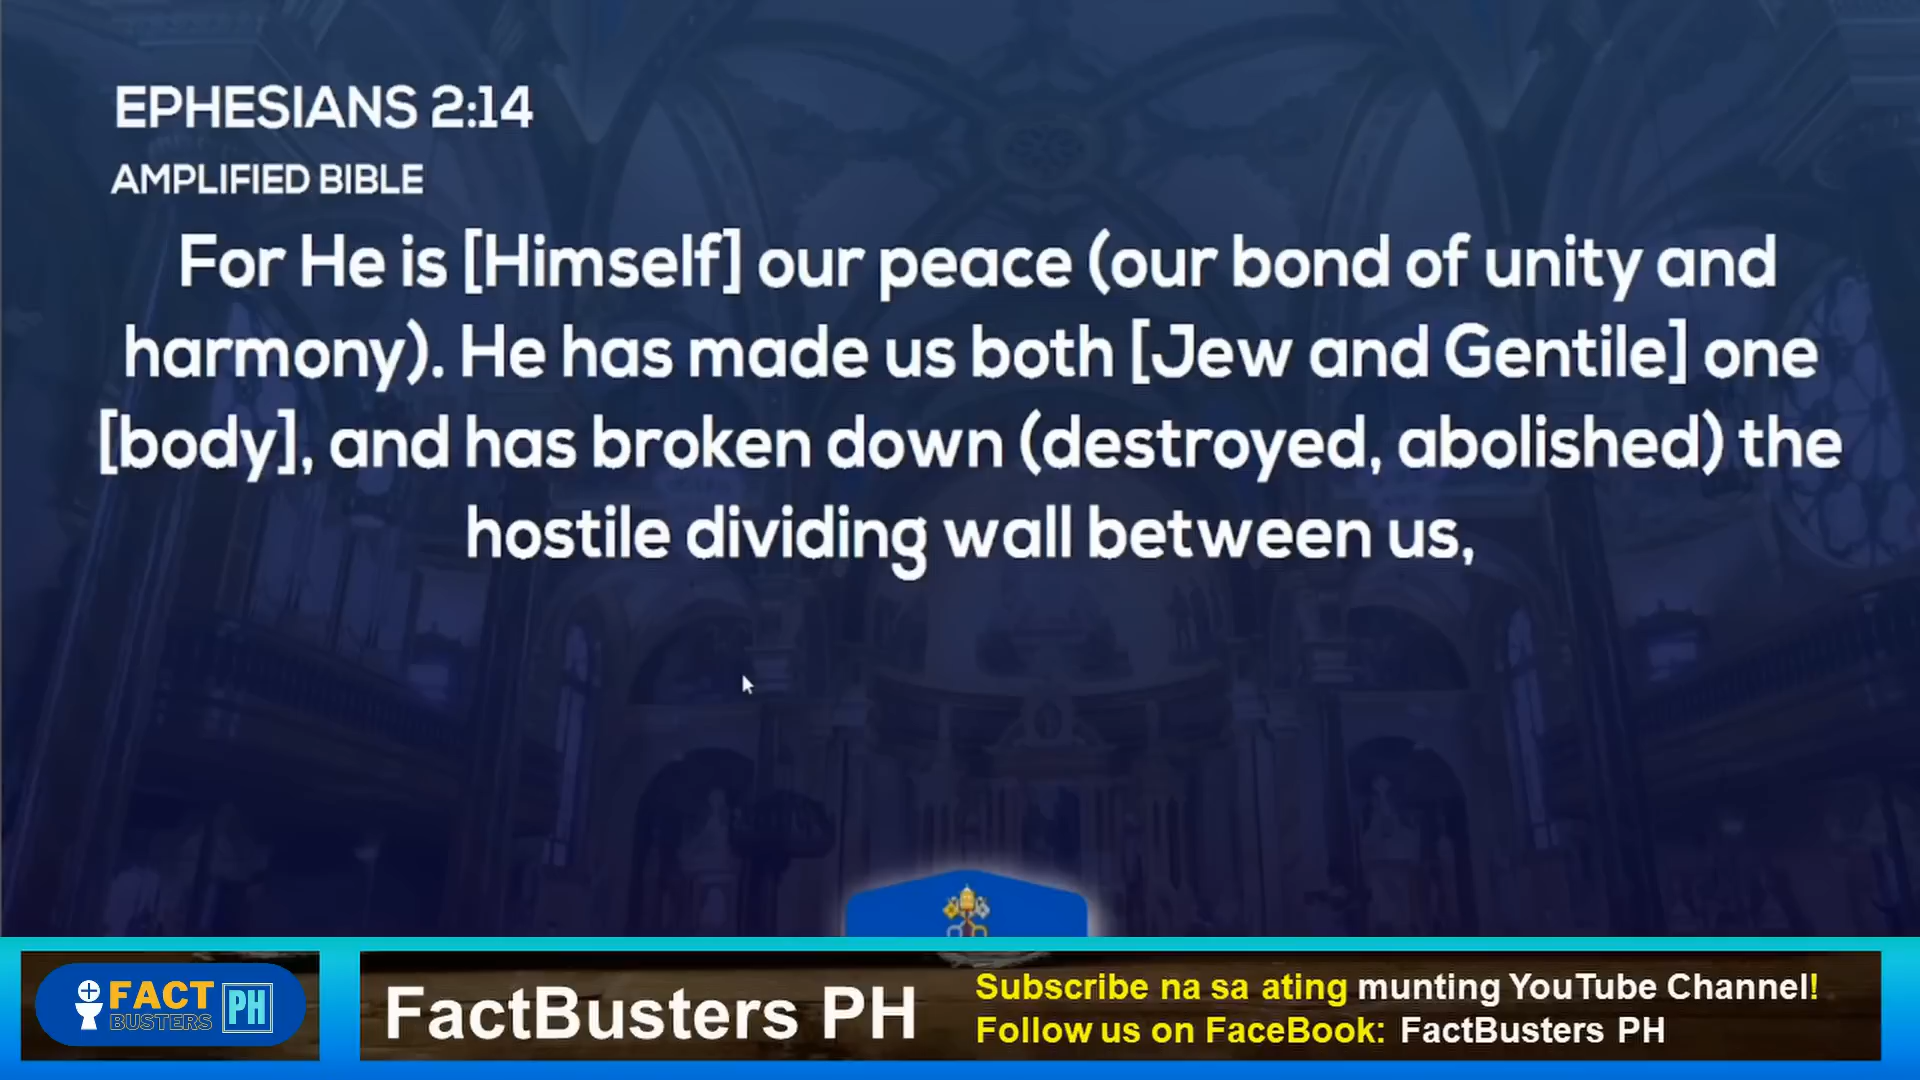 EPHESIANS 2:14
AMPLIFIED BIBLE
For He is [Himself] our peace (our bond of unity and
harmony). He has made us both [Jew and Gentile] one
[body], and has broken down (destroyed, abolished) the
hostile dividing wall between us,
FACT
BUSTERS
PH
FactBusters PH
Subscribe na sa ating munting YouTube Channel!
Follow us on FaceBook: FactBusters PH